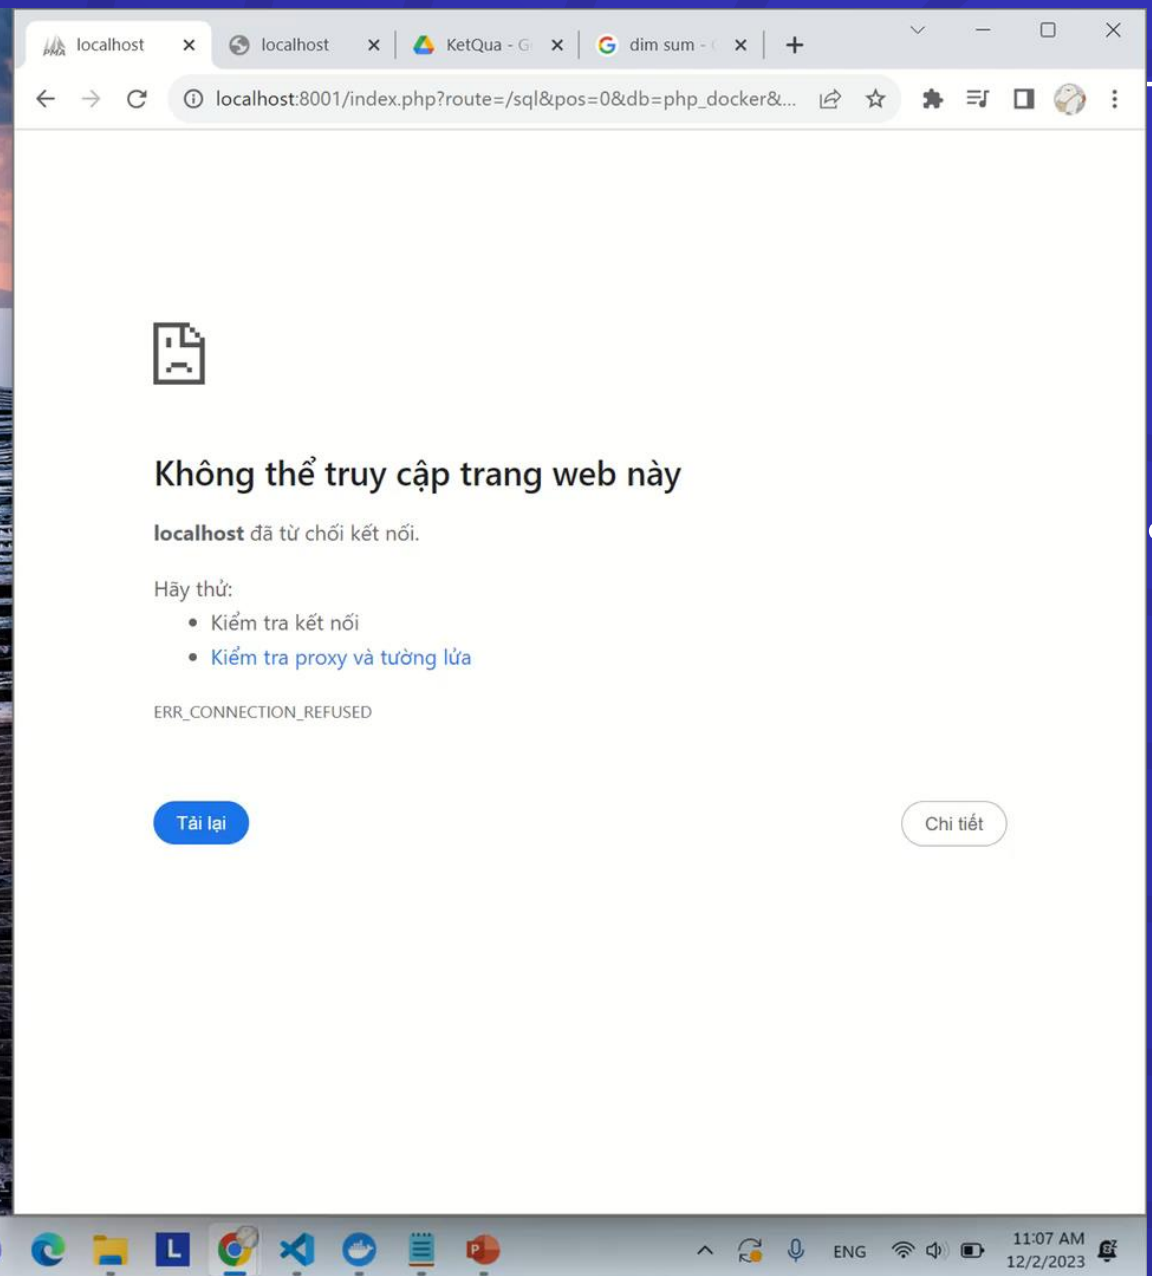 localhost
localhost
KetQua - G
dim sum -
localhost:8001/index.php?route=/sql&pos=0&db=php_docker&...
Không thể truy cập trang web này
localhost đã từ chối kết nối.
Hãy thử:
Kiểm tra kết nối
Kiểm tra proxy và tường lửa
ERR_CONNECTION_REFUSED
Tải lại
Chi tiết
L
P
ENG
11:07 AM
12/2/2023